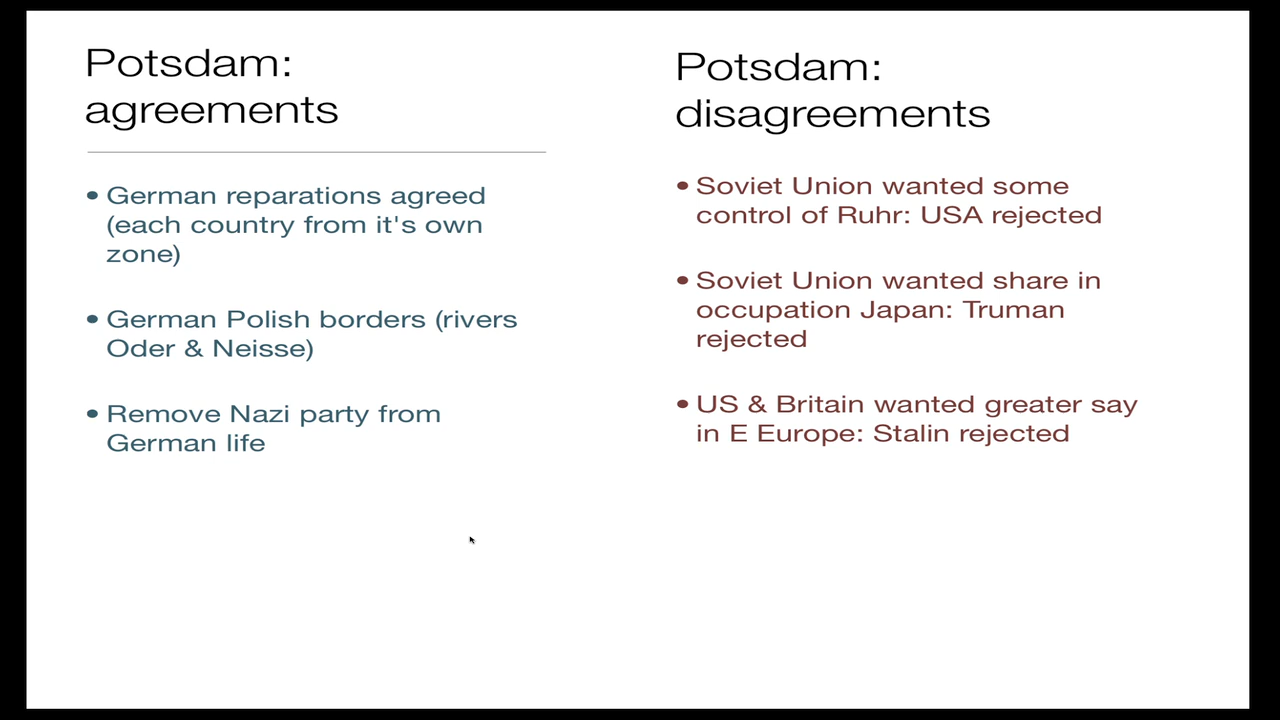 Potsdam:
agreements
• German reparations agreed
(each country from it's own
zone)
• German Polish borders (rivers
Oder & Neisse)
• Remove Nazi party from
German life
Potsdam:
disagreements
• Soviet Union wanted some
control of Ruhr: USA rejected
• Soviet Union wanted share in
occupation Japan: Truman
rejected
• US & Britain wanted greater say
in E Europe: Stalin rejected